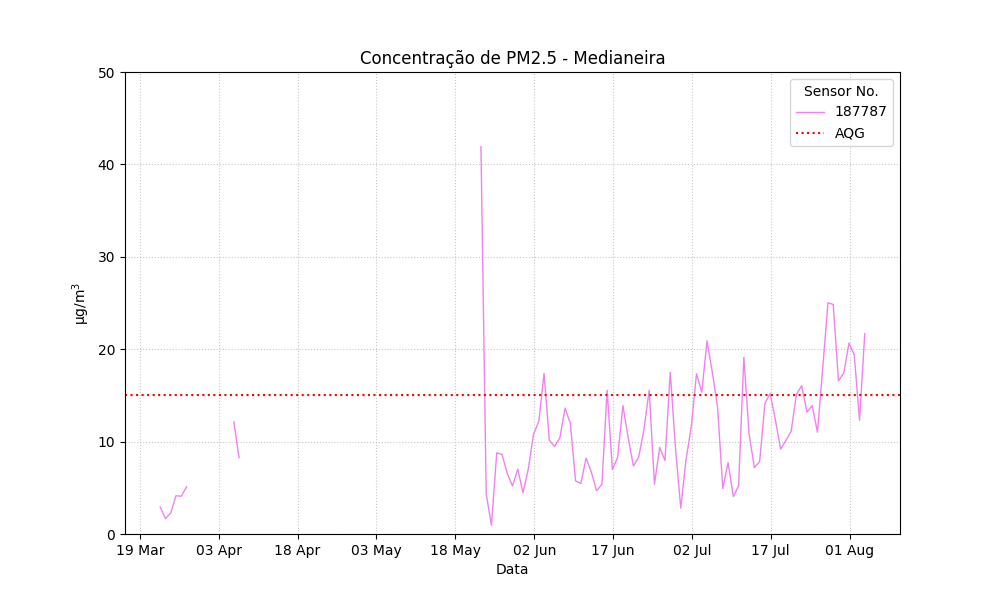 Concentração de PM2.5 - Medianeira
50
40
30
20
10
0
µg/m³
Sensor No.
187787
AQG
19 Mar
03 Apr
18 Apr
03 May
18 May
02 Jun
17 Jun
02 Jul
17 Jul
01 Aug
Data